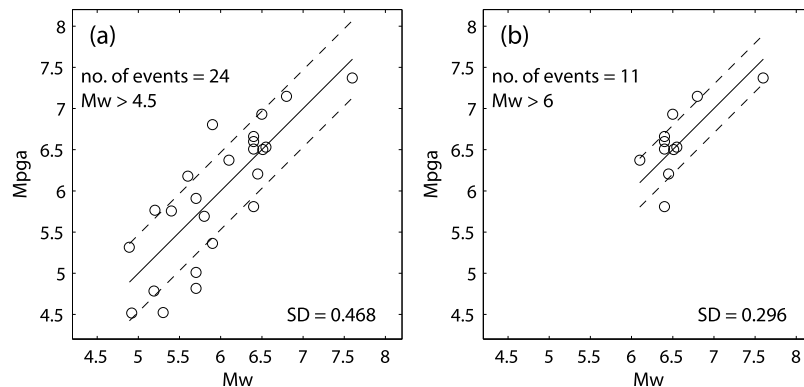 (a)
no. of events = 24
Mw > 4.5
SD = 0.468
Mpga
8
7.5
7
6.5
6
5.5
5
4.5
4.5 5 5.5 6 6.5 7 7.5 8
Mw
(b)
no. of events = 11
Mw > 6
SD = 0.296
Mpga
8
7.5
7
6.5
6
5.5
5
4.5
4.5 5 5.5 6 6.5 7 7.5 8
Mw